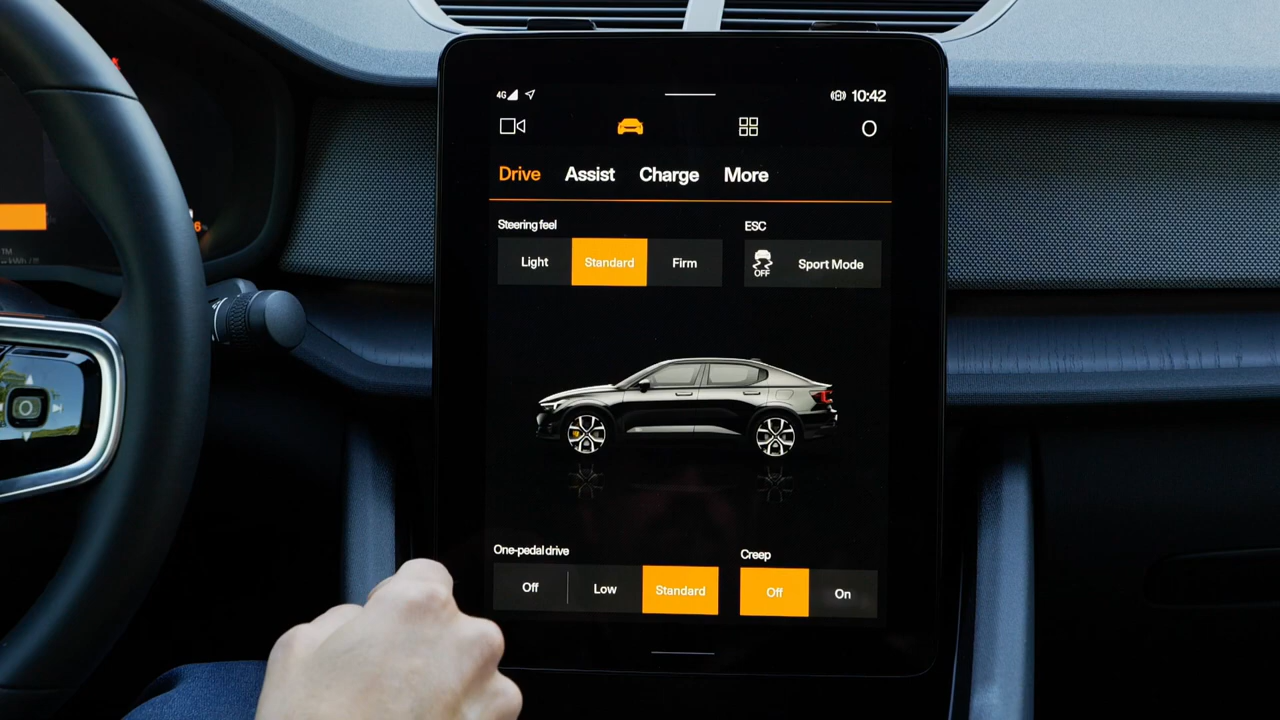 4G 10:42
Drive Assist Charge More
Steering feel ESC
Light Standard Firm OFF Sport Mode
One-pedal drive Creep
Off Low Standard Off On